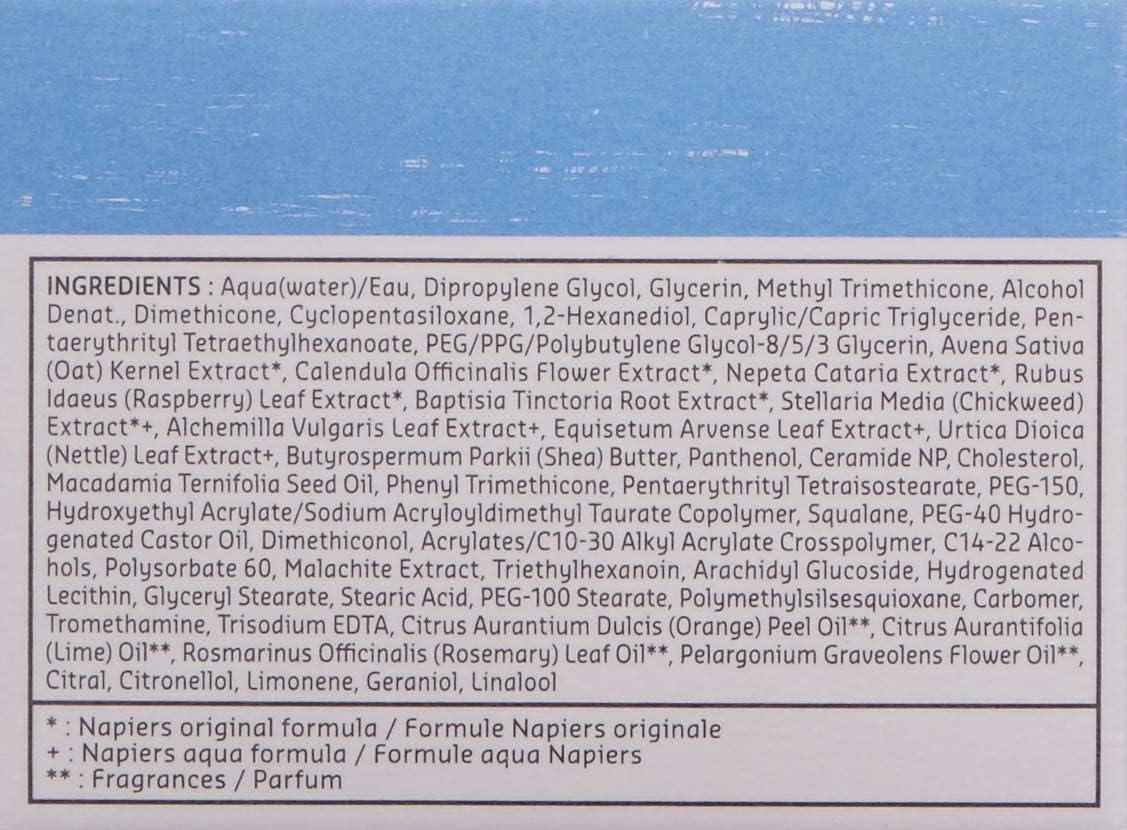 INGREDIENTS : Aqua(water)/Eau, Dipropylene Glycol, Glycerin, Methyl Trimethicone, Alcohol
Denat., Dimethicone, Cyclopentasiloxane, 1,2-Hexanediol, Caprylic/Capric Triglyceride, Pen-
taerythrityl Tetraethylhexanoate, PEG/PPG/Polybutylene Glycol-8/5/3 Glycerin, Avena Sativa
(Oat) Kernel Extract*, Calendula Officinalis Flower Extract*, Nepeta Cataria Extract*, Rubus
Idaeus (Raspberry) Leaf Extract*, Baptisia Tinctoria Root Extract*, Stellaria Media (Chickweed)
Extract*+, Alchemilla Vulgaris Leaf Extract+, Equisetum Arvense Leaf Extract+, Urtica Dioica
(Nettle) Leaf Extract+, Butyrospermum Parkii (Shea) Butter, Panthenol, Ceramide NP, Cholesterol,
Macadamia Ternifolia Seed Oil, Phenyl Trimethicone, Pentaerythrityl Tetraisostearate, PEG-150,
Hydroxyethyl Acrylate/Sodium Acryloyldimethyl Taurate Copolymer, Squalane, PEG-40 Hydro-
genated Castor Oil, Dimethiconol, Acrylates/C10-30 Alkyl Acrylate Crosspolymer, C14-22 Alco-
hols, Polysorbate 60, Malachite Extract, Triethylhexanoin, Arachidyl Glucoside, Hydrogenated
Lecithin, Glyceryl Stearate, Stearic Acid, PEG-100 Stearate, Polymethylsilsesquioxane, Carbomer,
Tromethamine, Trisodium EDTA, Citrus Aurantium Dulcis (Orange) Peel Oil**, Citrus Aurantifolia
(Lime) Oil**, Rosmarinus Officinalis (Rosemary) Leaf Oil**, Pelargonium Graveolens Flower Oil**,
Citral, Citronellol, Limonene, Geraniol, Linalool
* : Napiers original formula / Formule Napiers originale
+ : Napiers aqua formula / Formule aqua Napiers
** : Fragrances / Parfum